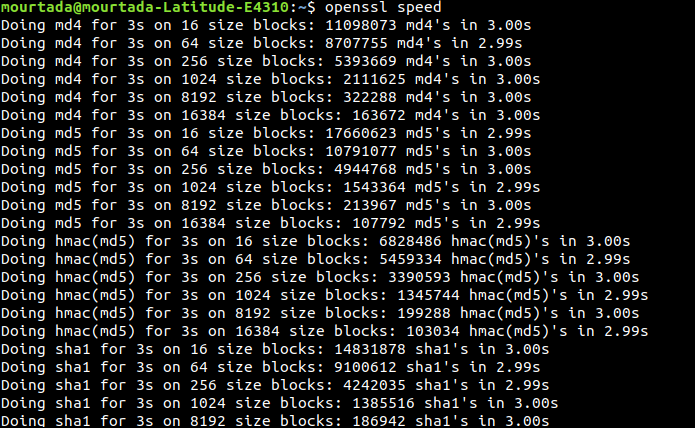 mourtada@mourtada-Latitude-E4310:~$ openssl speed
Doing md4 for 3s on 16 size blocks: 11098073 md4's in 3.00s
Doing md4 for 3s on 64 size blocks: 8707755 md4's in 2.99s
Doing md4 for 3s on 256 size blocks: 5393669 md4's in 3.00s
Doing md4 for 3s on 1024 size blocks: 2111625 md4's in 3.00s
Doing md4 for 3s on 8192 size blocks: 322288 md4's in 3.00s
Doing md4 for 3s on 16384 size blocks: 163672 md4's in 3.00s
Doing md5 for 3s on 16 size blocks: 17660623 md5's in 2.99s
Doing md5 for 3s on 64 size blocks: 10791077 md5's in 3.00s
Doing md5 for 3s on 256 size blocks: 4944768 md5's in 3.00s
Doing md5 for 3s on 1024 size blocks: 1543364 md5's in 2.99s
Doing md5 for 3s on 8192 size blocks: 213967 md5's in 3.00s
Doing md5 for 3s on 16384 size blocks: 107792 md5's in 2.99s
Doing hmac(md5) for 3s on 16 size blocks: 6828486 hmac(md5)'s in 3.00s
Doing hmac(md5) for 3s on 64 size blocks: 5459334 hmac(md5)'s in 2.99s
Doing hmac(md5) for 3s on 256 size blocks: 3390593 hmac(md5)'s in 3.00s
Doing hmac(md5) for 3s on 1024 size blocks: 1345744 hmac(md5)'s in 2.99s
Doing hmac(md5) for 3s on 8192 size blocks: 199288 hmac(md5)'s in 3.00s
Doing hmac(md5) for 3s on 16384 size blocks: 103034 hmac(md5)'s in 2.99s
Doing sha1 for 3s on 16 size blocks: 14831878 sha1's in 3.00s
Doing sha1 for 3s on 64 size blocks: 9100612 sha1's in 3.00s
Doing sha1 for 3s on 256 size blocks: 4242035 sha1's in 2.99s
Doing sha1 for 3s on 1024 size blocks: 1385516 sha1's in 3.00s
Doing sha1 for 3s on 8192 size blocks: 186942 sha1's in 3.00s